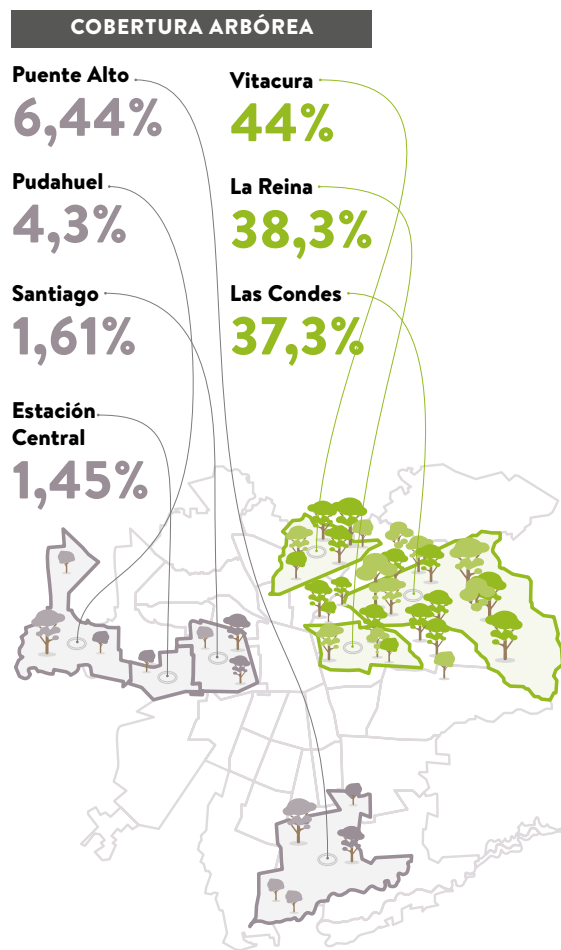 COBERTURA ARBÓREA
Puente Alto
6,44%
Pudahuel
4,3%
Santiago
1,61%
Estación
Central
1,45%
Vitacura
44%
La Reina
38,3%
Las Condes
37,3%